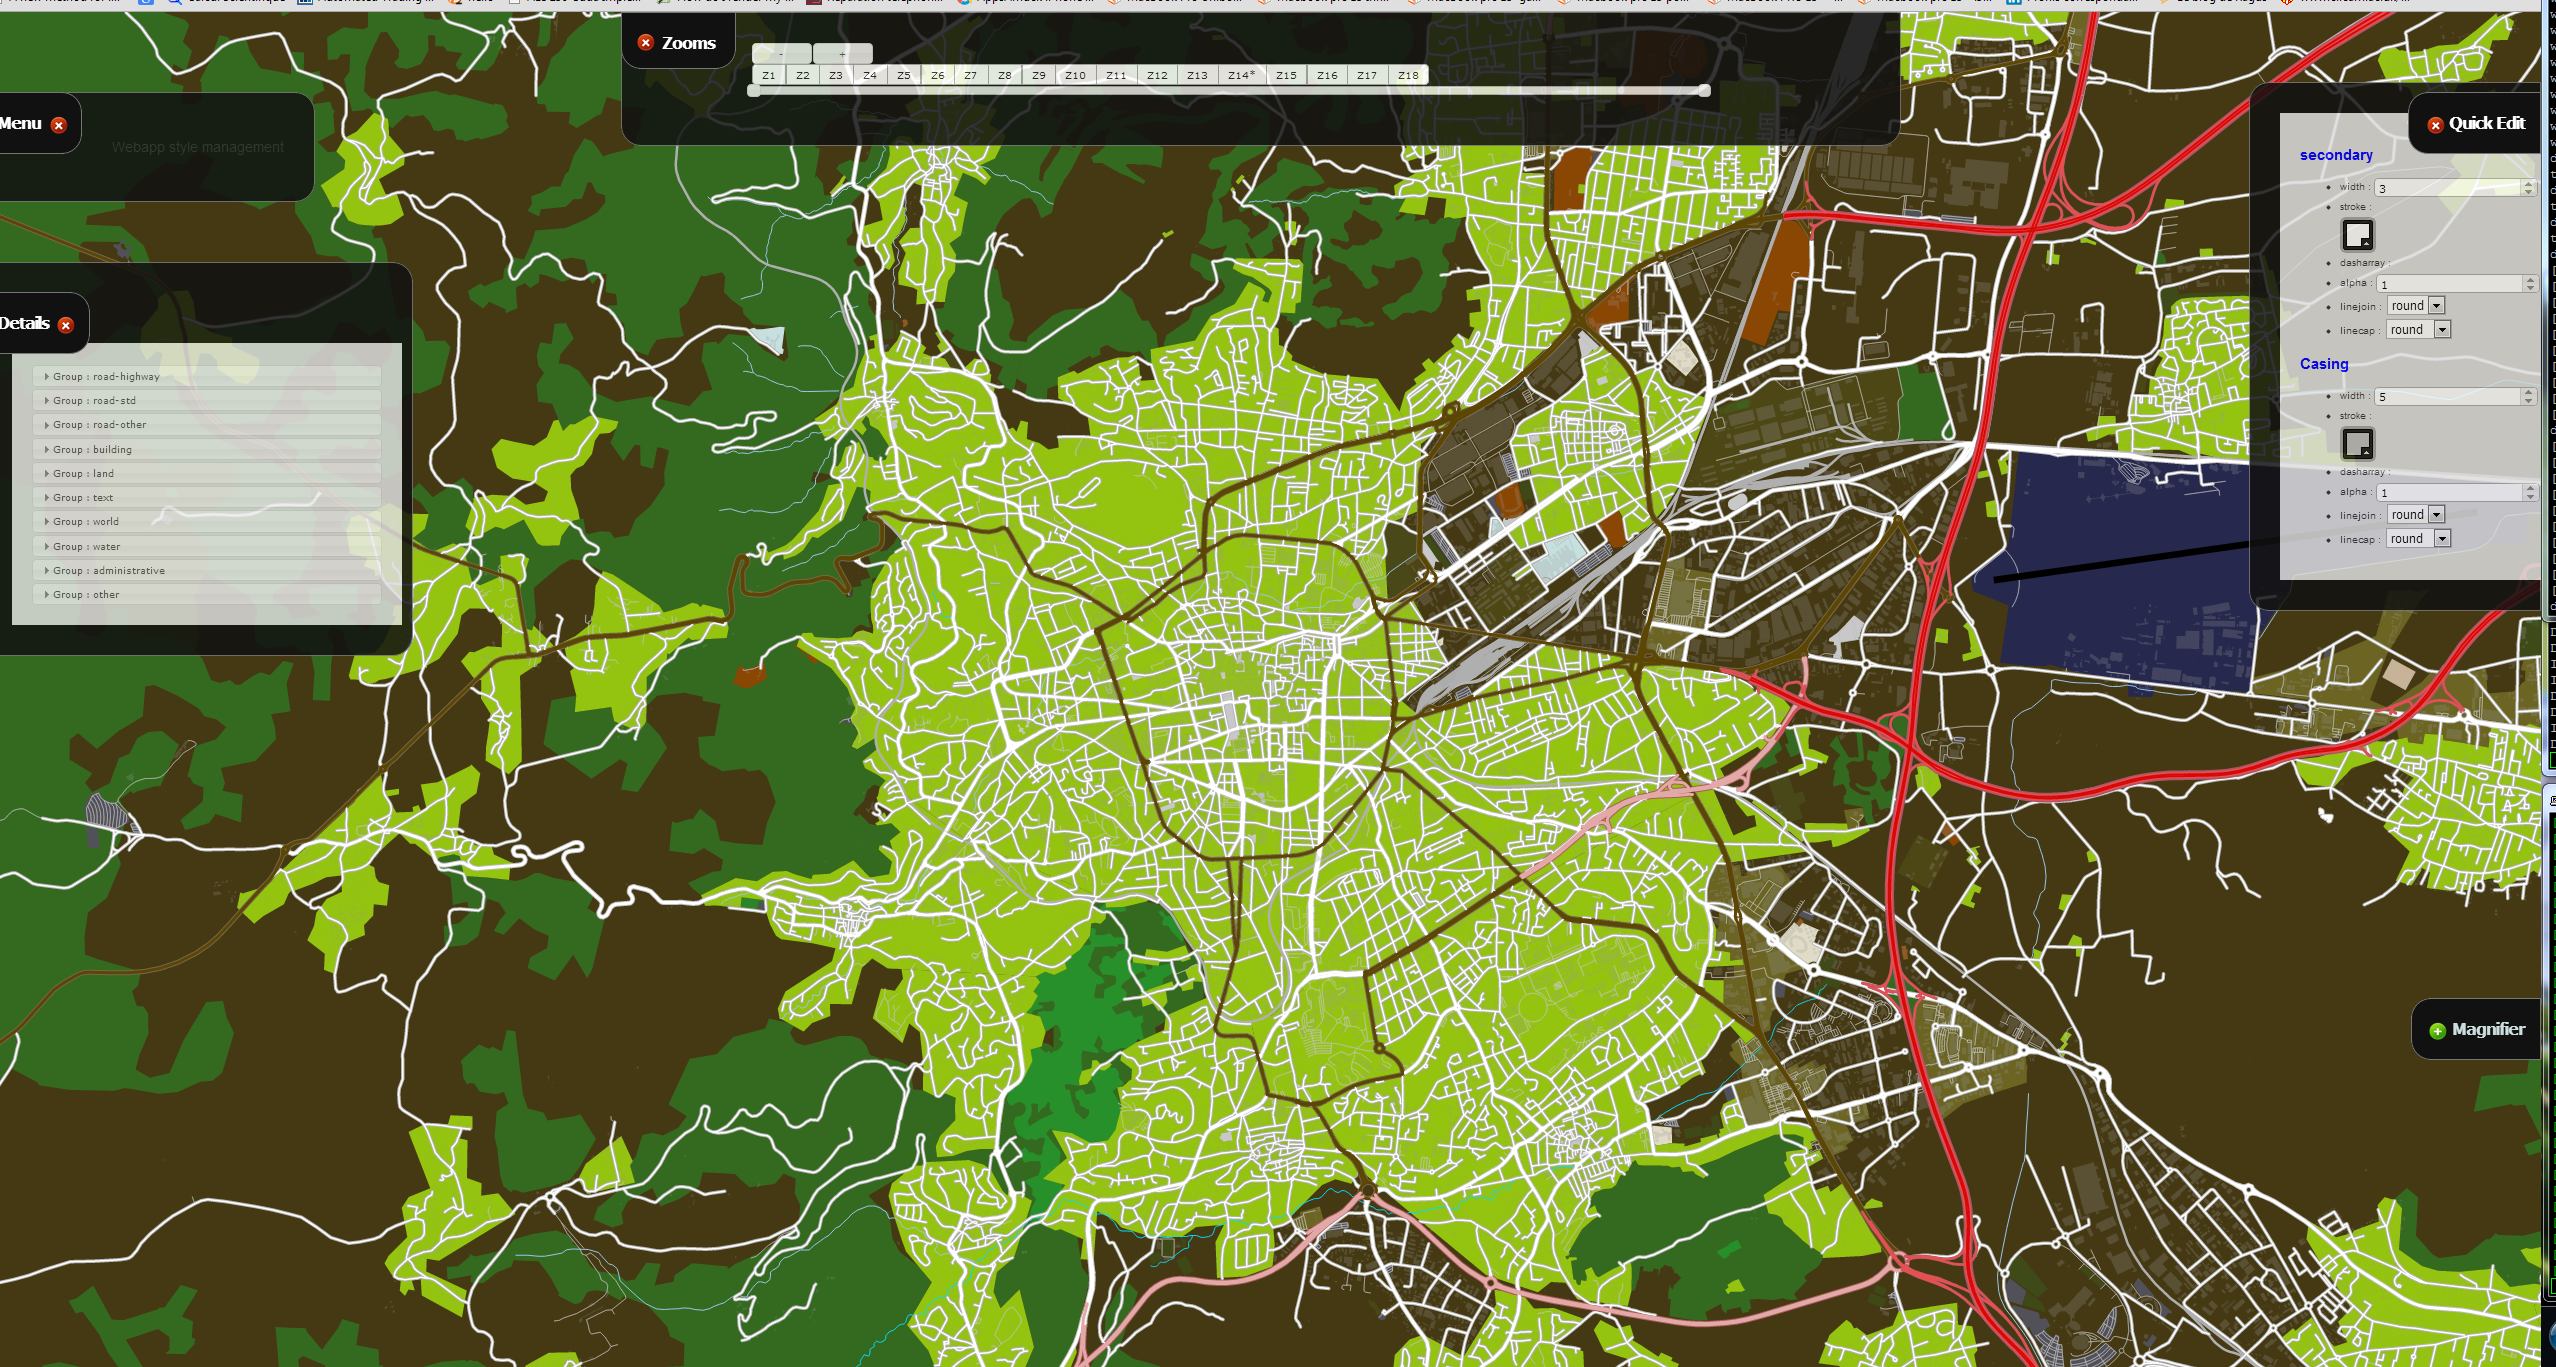 Zooms
- +
Z1 Z2 Z3 Z4 Z5 Z6 Z7 Z8 Z9 Z10 Z11 Z12 Z13 Z14* Z15 Z16 Z17 Z18
Menu
Webapp style management
Details
Group : road-highway
Group : road-std
Group : road-other
Group : building
Group : land
Group : text
Group : world
Group : water
Group : administrative
Group : other
Quick Edit
secondary
width : 3
stroke :
dasharray :
alpha : 1
linejoin : round
linecap : round
Casing
width : 5
stroke :
dasharray :
alpha : 1
linejoin : round
linecap : round
Magnifier